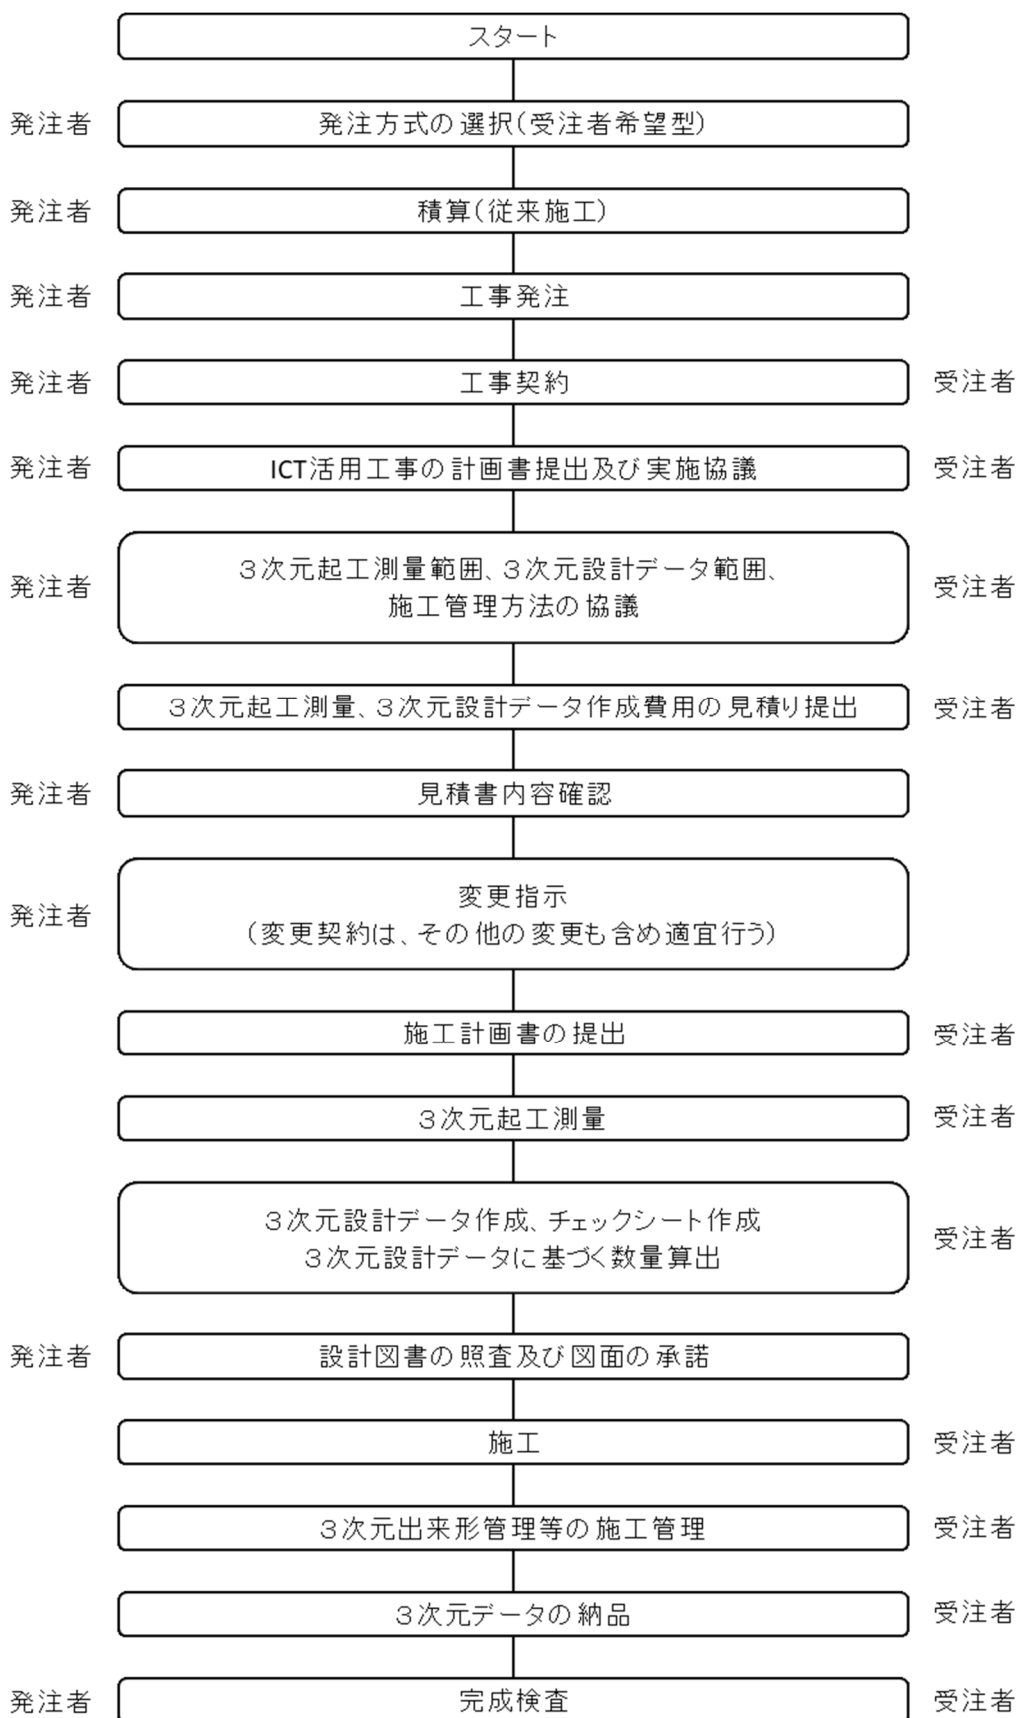 スタート
発注者
発注方式の選択(受注者希望型)
発注者
積算(従来施工)
発注者
工事発注
発注者
工事契約
受注者
発注者
ICT活用工事の計画書提出及び実施協議
受注者
発注者
３次元起工測量範囲、３次元設計データ範囲、
施工管理方法の協議
受注者
３次元起工測量、３次元設計データ作成費用の見積り提出
受注者
発注者
見積書内容確認
発注者
変更指示
(変更契約は、その他の変更も含め適宜行う)
施工計画書の提出
受注者
３次元起工測量
受注者
３次元設計データ作成、チェックシート作成
３次元設計データに基づく数量算出
受注者
発注者
設計図書の照査及び図面の承諾
施工
受注者
３次元出来形管理等の施工管理
受注者
３次元データの納品
受注者
発注者
完成検査
受注者